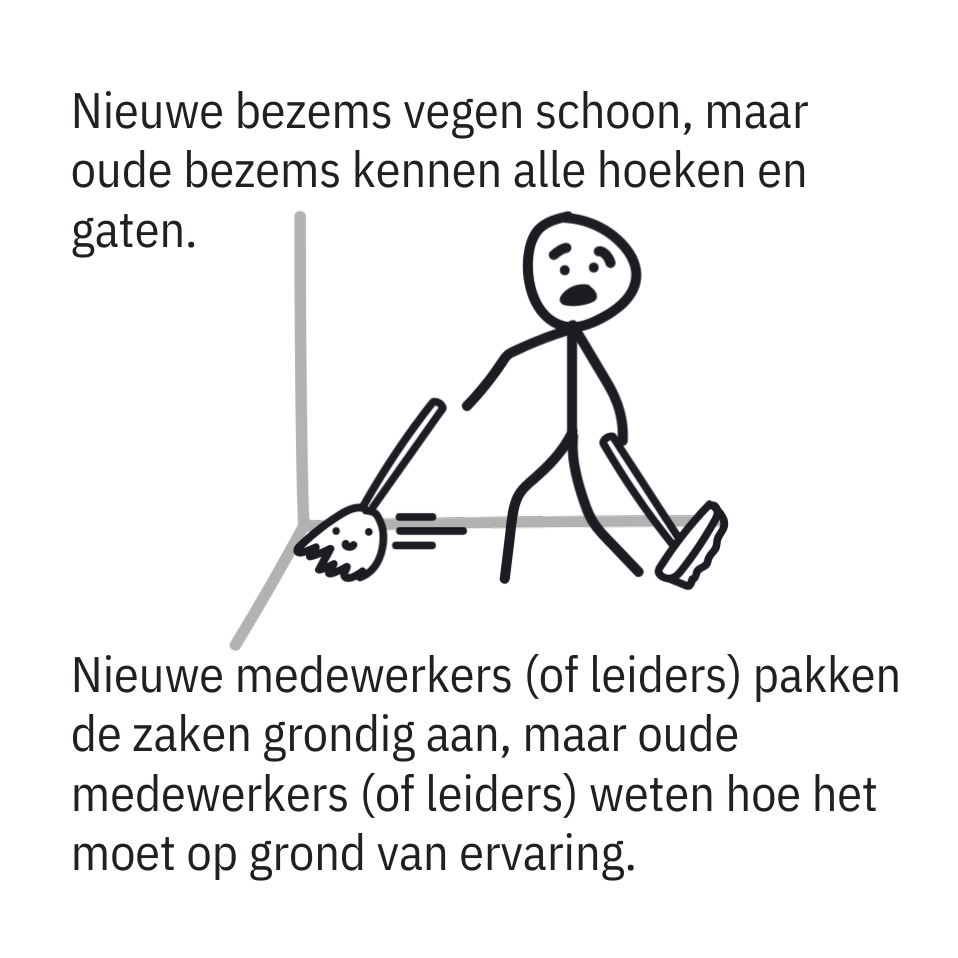 Nieuwe bezems vegen schoon, maar
oude bezems kennen alle hoeken en
gaten.
Nieuwe medewerkers (of leiders) pakken
de zaken grondig aan, maar oude
medewerkers (of leiders) weten hoe het
moet op grond van ervaring.